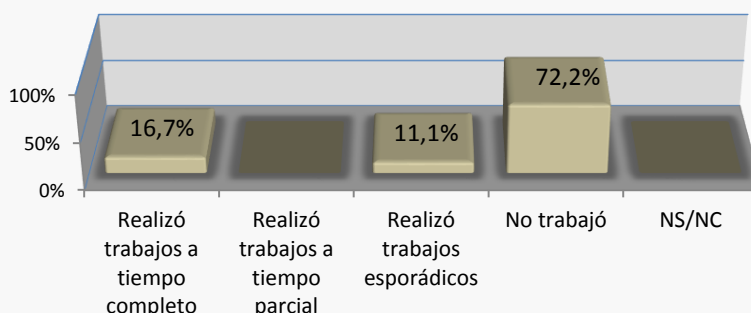 100%
50%
0%
16,7%
11,1%
72,2%
Realizó
trabajos a
tiempo
completo
Realizó
trabajos a
tiempo
parcial
Realizó
trabajos
esporádicos
No trabajó
NS/NC